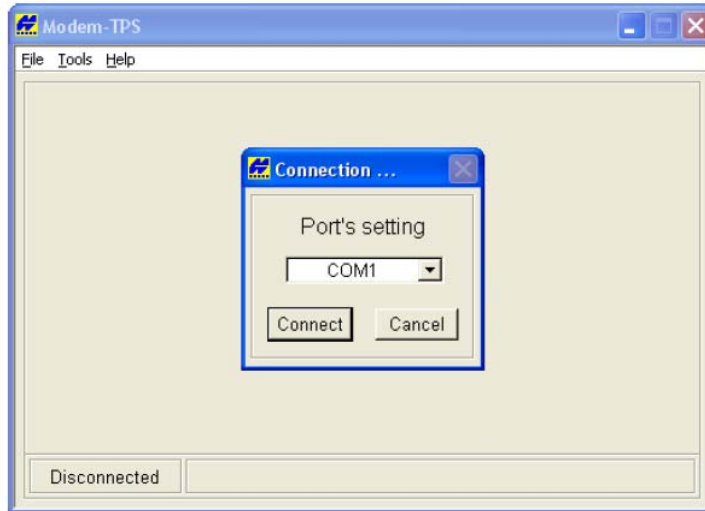 Modem-TPS
File Tools Help
Connection ...
Port's setting
COM1
Connect Cancel
Disconnected